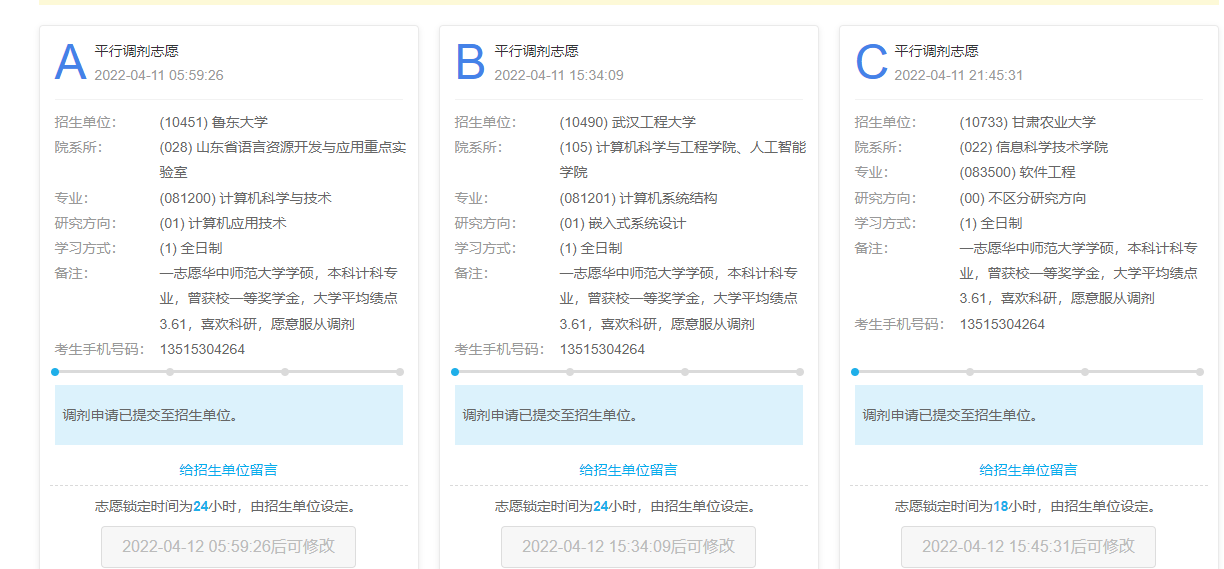 A 平行调剂志愿
2022-04-11 05:59:26
招生单位： (10451) 鲁东大学
院系所： (028) 山东省语言资源开发与应用重点实
验室
专业： (081200) 计算机科学与技术
研究方向： (01) 计算机应用技术
学习方式： (1) 全日制
备注： 一志愿华中师范大学学硕，本科计科专
业，曾获校一等奖学金，大学平均绩点
3.61，喜欢科研，愿意服从调剂
考生手机号码： 13515304264
调剂申请已提交至招生单位。
给招生单位留言
志愿锁定时间为24小时，由招生单位设定。
2022-04-12 05:59:26后可修改
B 平行调剂志愿
2022-04-11 15:34:09
招生单位： (10490) 武汉工程大学
院系所： (105) 计算机科学与工程学院、人工智能
学院
专业： (081201) 计算机系统结构
研究方向： (01) 嵌入式系统设计
学习方式： (1) 全日制
备注： 一志愿华中师范大学学硕，本科计科专
业，曾获校一等奖学金，大学平均绩点
3.61，喜欢科研，愿意服从调剂
考生手机号码： 13515304264
调剂申请已提交至招生单位。
给招生单位留言
志愿锁定时间为24小时，由招生单位设定。
2022-04-12 15:34:09后可修改
C 平行调剂志愿
2022-04-11 21:45:31
招生单位： (10733) 甘肃农业大学
院系所： (022) 信息科学技术学院
专业： (083500) 软件工程
研究方向： (00) 不区分研究方向
学习方式： (1) 全日制
备注： 一志愿华中师范大学学硕，本科计科专
业，曾获校一等奖学金，大学平均绩点
3.61，喜欢科研，愿意服从调剂
考生手机号码： 13515304264
调剂申请已提交至招生单位。
给招生单位留言
志愿锁定时间为18小时，由招生单位设定。
2022-04-12 15:45:31后可修改